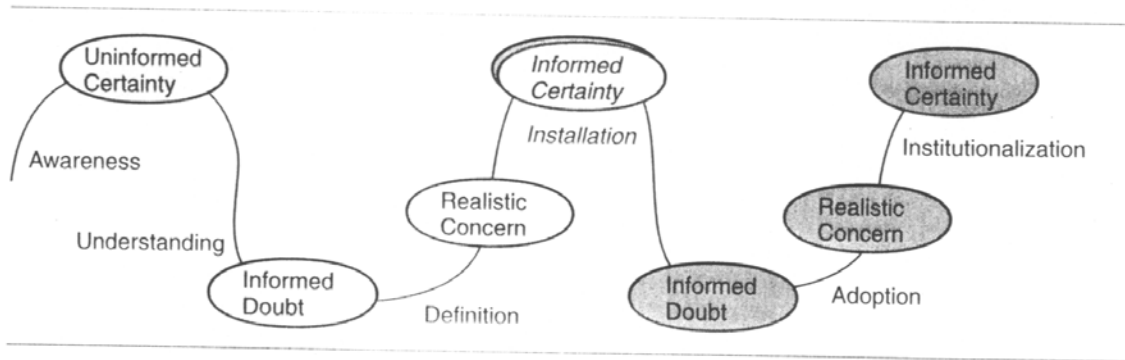 Uninformed
Certainty
Awareness
Understanding
Informed
Doubt
Definition
Realistic
Concern
Informed
Certainty
Installation
Informed
Doubt
Adoption
Realistic
Concern
Institutionalization
Informed
Certainty